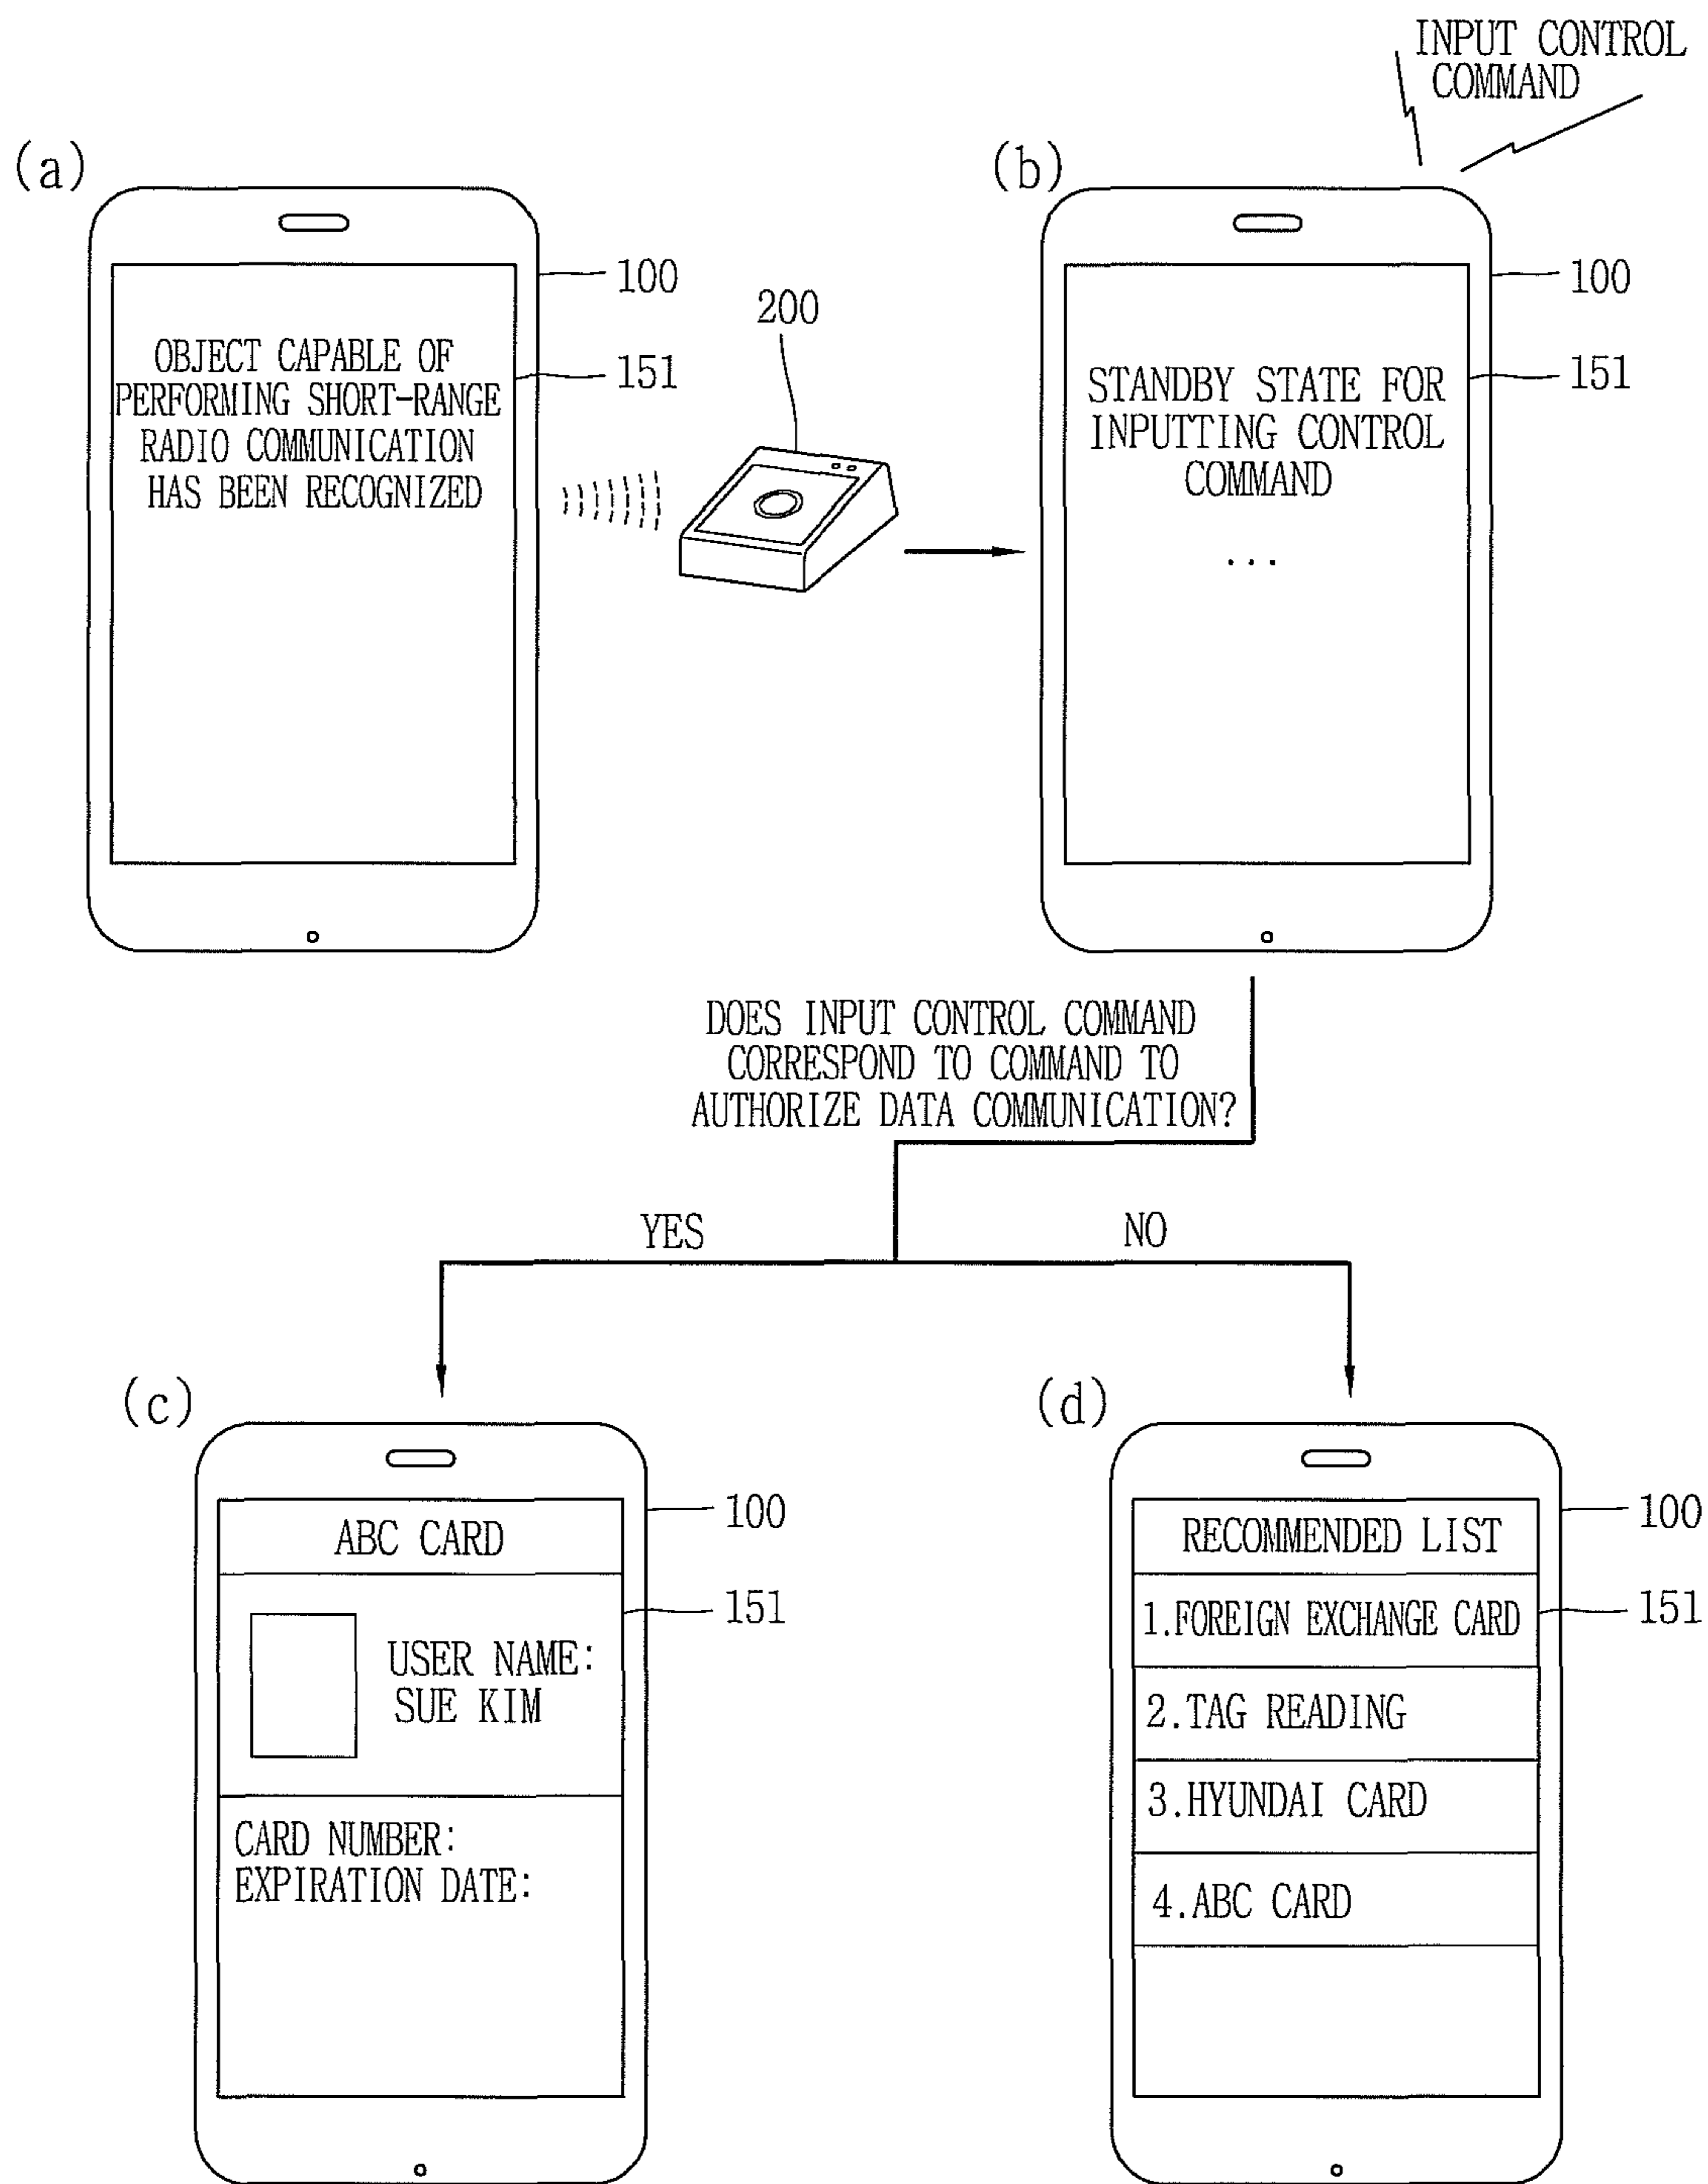 INPUT CONTROL
COMMAND
(a)
(b)
100
OBJECT CAPABLE OF
PERFORMING SHORT-RANGE
RADIO COMMUNICATION
HAS BEEN RECOGNIZED
151
200
100
STANDBY STATE FOR
INPUTTING CONTROL
COMMAND
...
151
DOES INPUT CONTROL COMMAND
CORRESPOND TO COMMAND TO
AUTHORIZE DATA COMMUNICATION?
YES
NO
(c)
(d)
ABC CARD
100
USER NAME:
SUE KIM
151
CARD NUMBER:
EXPIRATION DATE:
RECOMMENDED LIST
100
1.FOREIGN EXCHANGE CARD
151
2.TAG READING
3.HYUNDAI CARD
4.ABC CARD